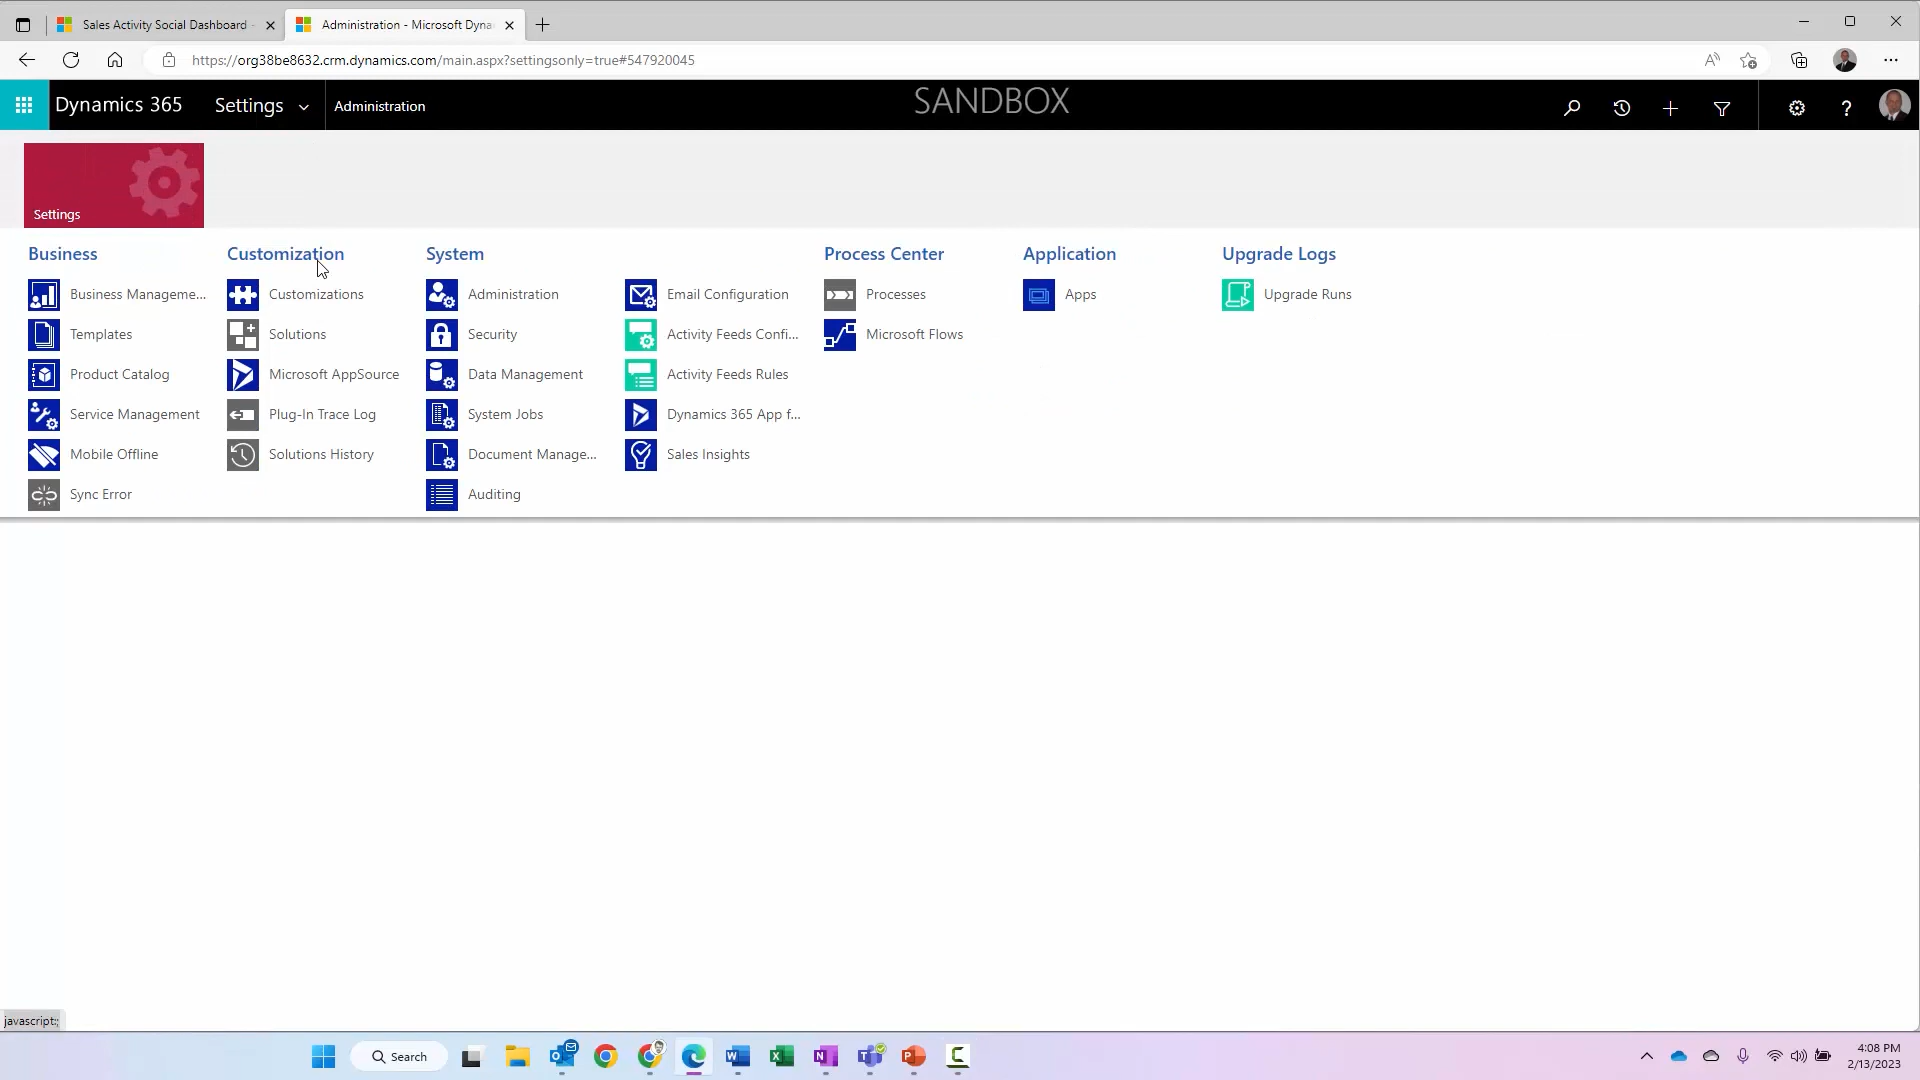 Sales Activity Social Dashboard -
Administration - Microsoft Dyna
https://org38be8632.crm.dynamics.com/main.aspx?settingsonly=true#547920045
Dynamics 365 Settings Administration SANDBOX ?
Settings
Business Customization System Process Center Application Upgrade Logs
Business Manageme... Customizations Administration Email Configuration Processes Apps Upgrade Runs
Templates Solutions Security Activity Feeds Confi... Microsoft Flows
Product Catalog Microsoft AppSource Data Management Activity Feeds Rules
Service Management Plug-In Trace Log System Jobs Dynamics 365 App f...
Mobile Offline Solutions History Document Manage... Sales Insights
Sync Error Auditing
javascript:;
Search
4:08 PM
2/13/2023